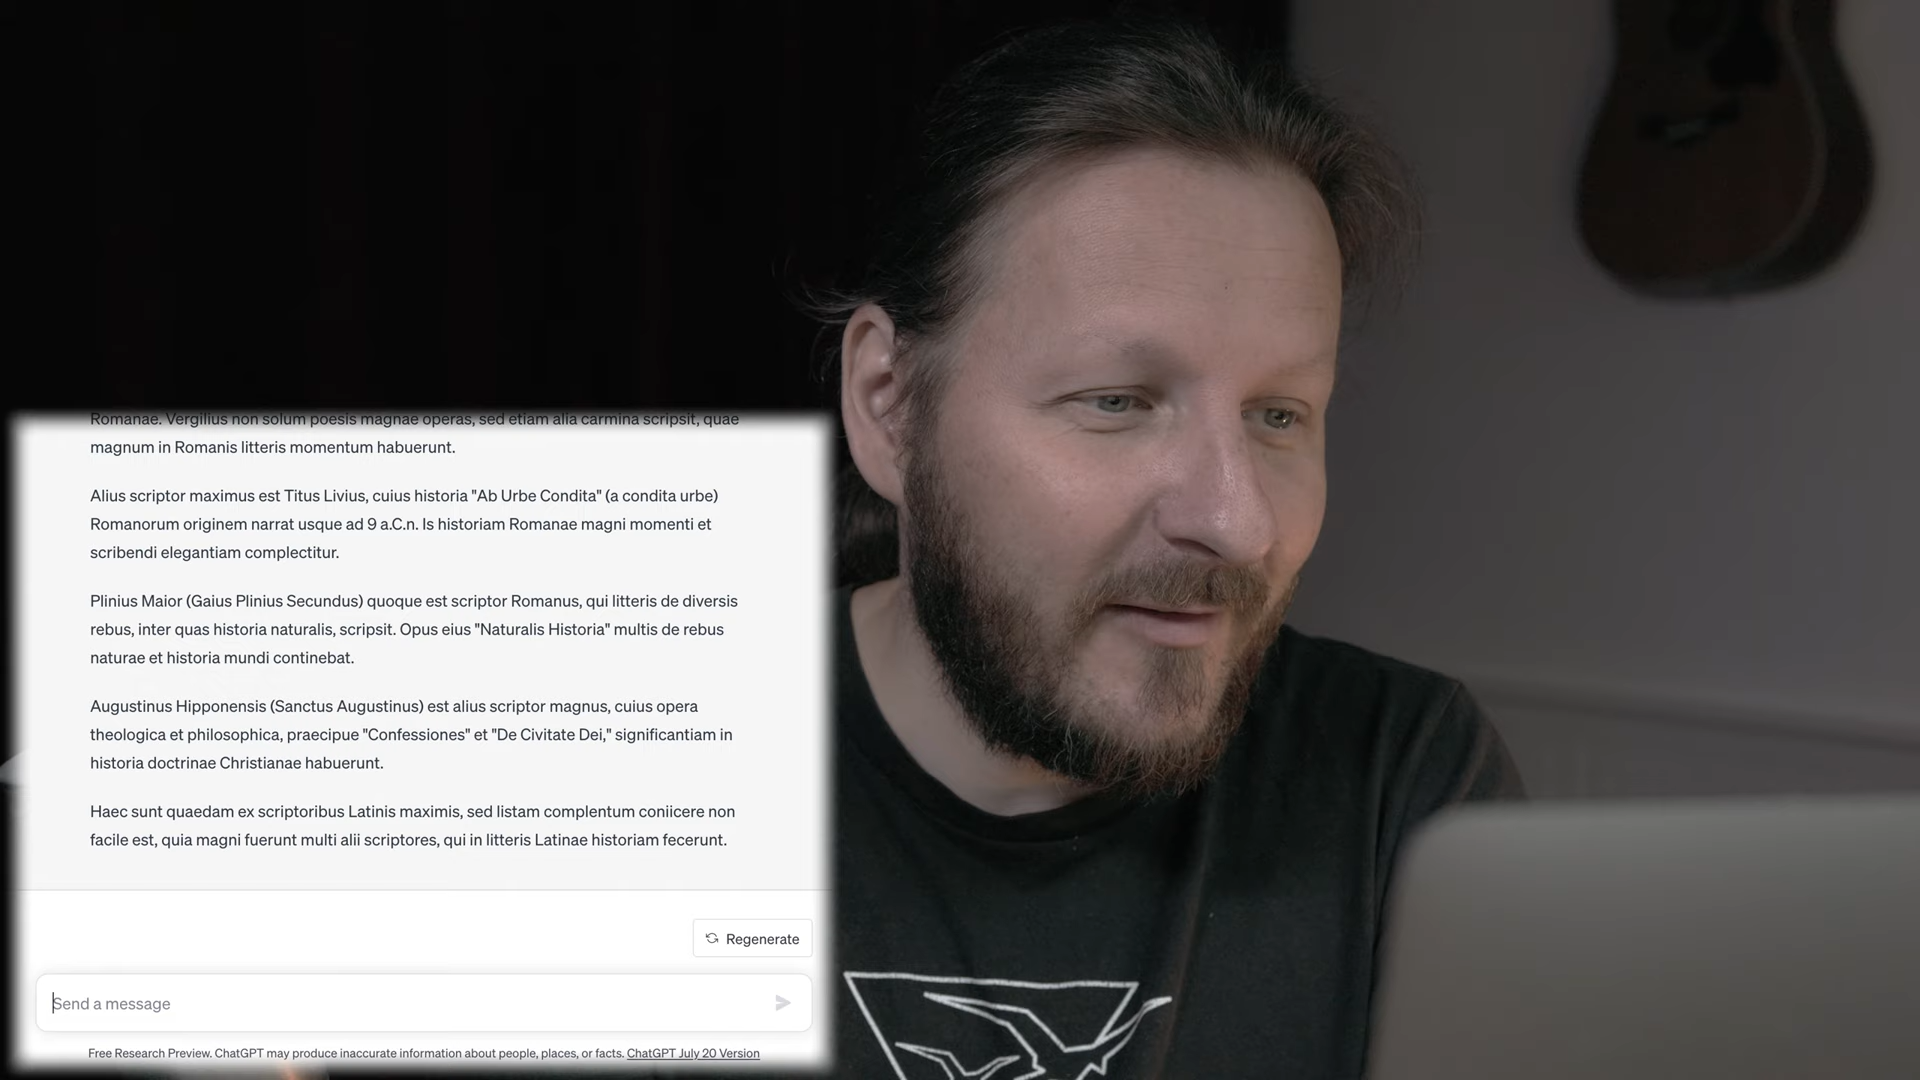 Romanae. Vergilius non solum poesis magnae operas, sed etiam alia carmina scripsit, quae
magnum in Romanis litteris momentum habuerunt.
Alius scriptor maximus est Titus Livius, cuius historia "Ab Urbe Condita" (a condita urbe)
Romanorum originem narrat usque ad 9 a.C.n. Is historiam Romanae magni momenti et
scribendi elegantiam complectitur.
Plinius Maior (Gaius Plinius Secundus) quoque est scriptor Romanus, qui litteris de diversis
rebus, inter quas historia naturalis, scripsit. Opus eius "Naturalis Historia" multis de rebus
naturae et historia mundi continebat.
Augustinus Hipponensis (Sanctus Augustinus) est alius scriptor magnus, cuius opera
theologica et philosophica, praecipue "Confessiones" et "De Civitate Dei," significantiam in
historia doctrinae Christianae habuerunt.
Haec sunt quaedam ex scriptoribus Latinis maximis, sed listam complentum coniicere non
facile est, quia magni fuerunt multi alii scriptores, qui in litteris Latinae historiam fecerunt.
Regenerate
Send a message
Free Research Preview. ChatGPT may produce inaccurate information about people, places, or facts. ChatGPT July 20 Version